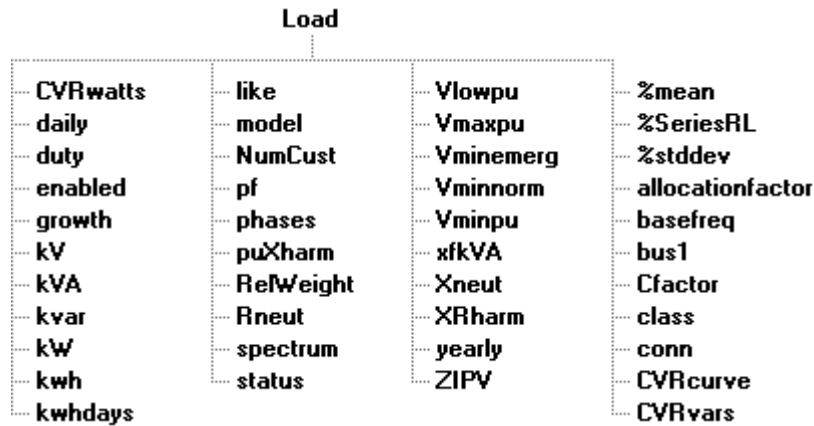 Load
CVRwatts
daily
duty
enabled
growth
kV
kVA
kvar
kW
kwh
kwhdays
like
model
NumCust
pf
phases
puXharm
RelWeight
Rneut
spectrum
status
Vlowpu
Vmaxpu
Vminemerg
Vminnorm
Vminpu
xfkVA
Xneut
XRharm
yearly
ZIPV
%mean
%SeriesRL
%stddev
allocationfactor
basefreq
bus1
Cfactor
class
conn
CVRcurve
CVRvars